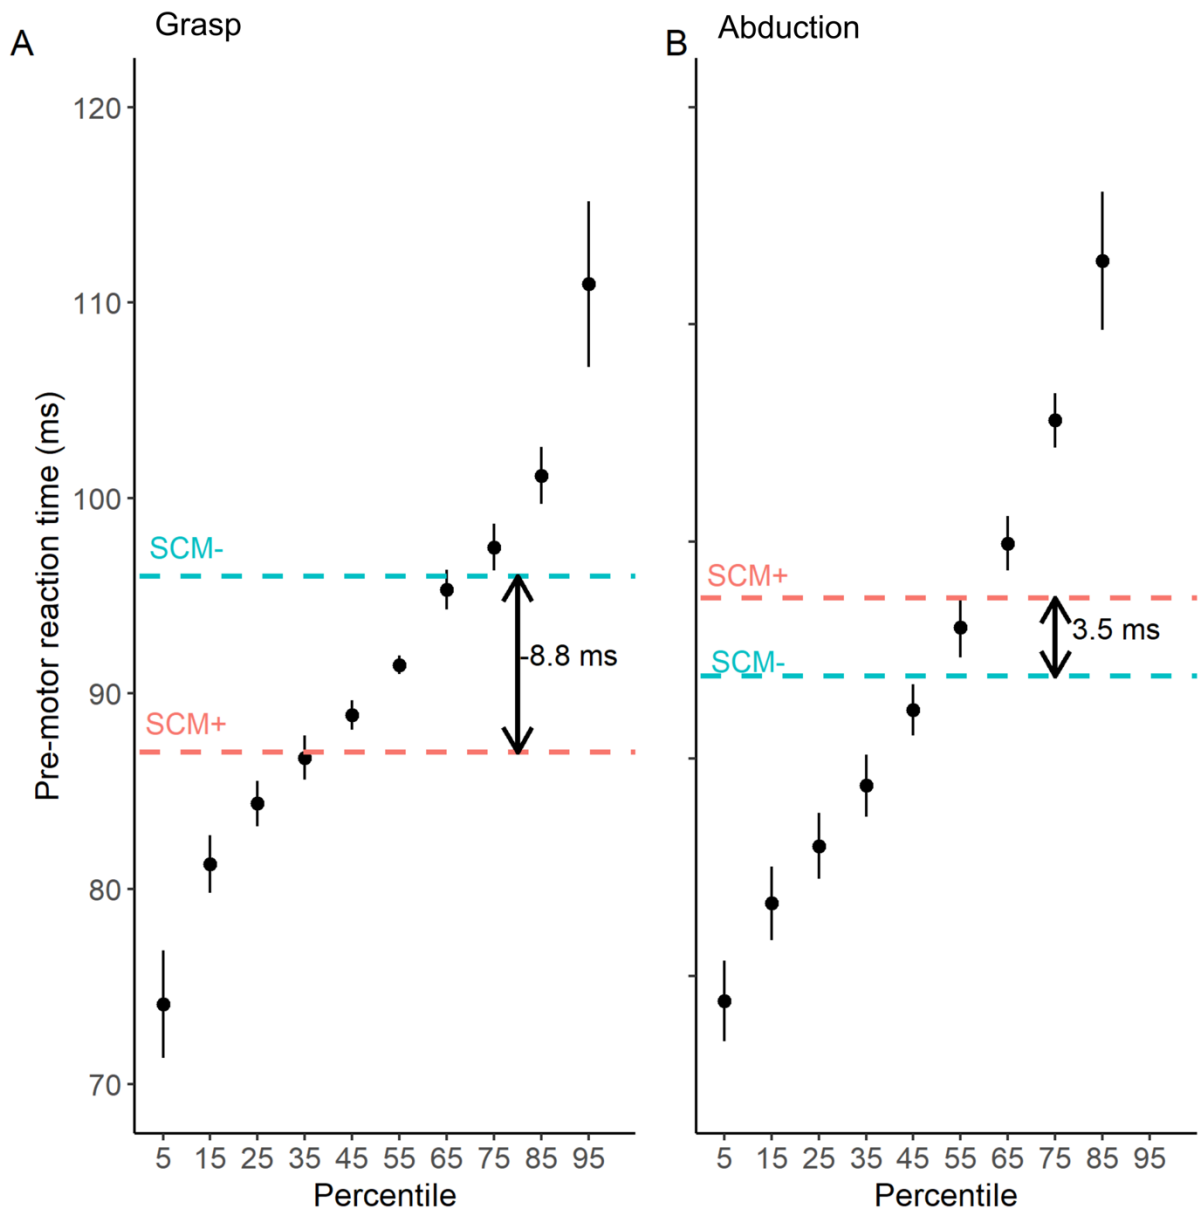 A
Grasp
B
Abduction
Pre-motor reaction time (ms)
120
110
100
90
80
70
SCM-
-8.8 ms
SCM+
5 15 25 35 45 55 65 75 85 95
Percentile
SCM+
3.5 ms
SCM-
5 15 25 35 45 55 65 75 85 95
Percentile